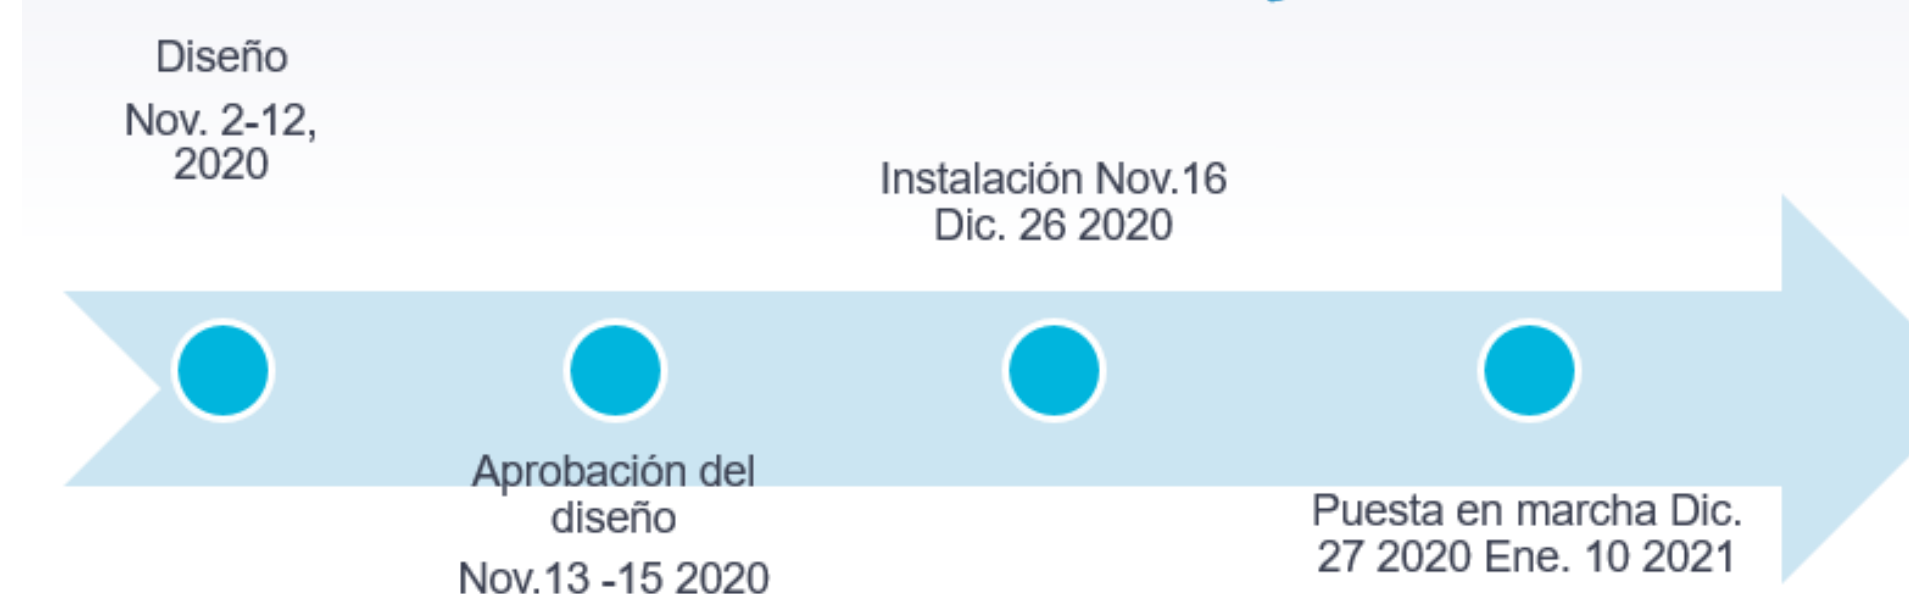 Diseño
Nov. 2-12,
2020
Aprobación del
diseño
Nov.13 -15 2020
Instalación Nov.16
Dic. 26 2020
Puesta en marcha Dic.
27 2020 Ene. 10 2021